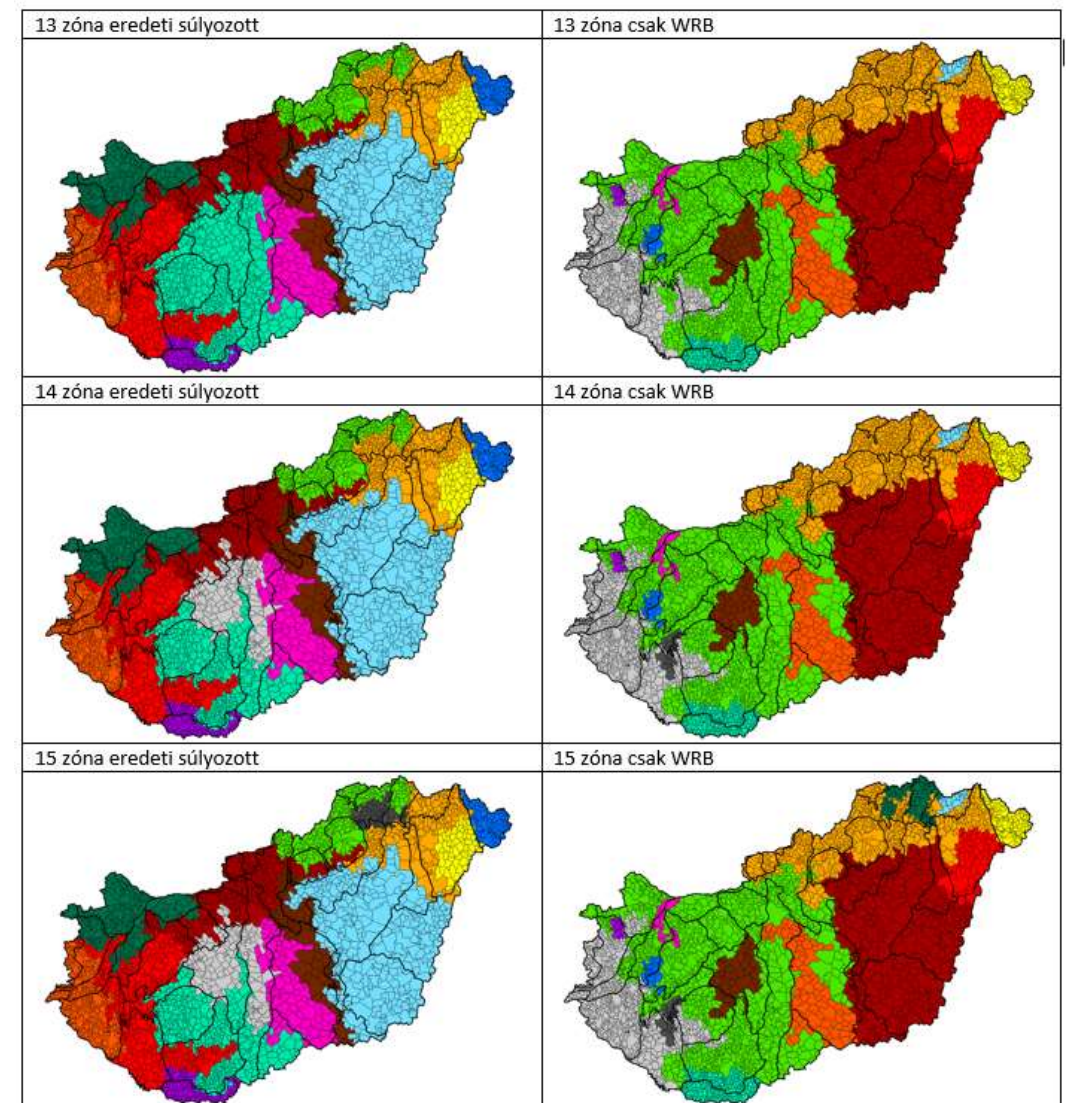 13 zóna eredeti súlyozott
13 zóna csak WRB
14 zóna eredeti súlyozott
14 zóna csak WRB
15 zóna eredeti súlyozott
15 zóna csak WRB